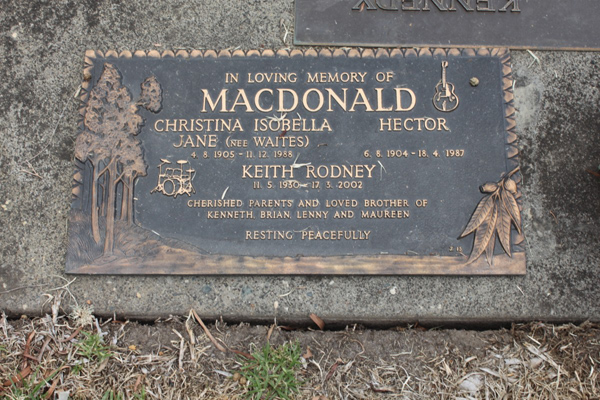 KENNEDY
IN LOVING MEMORY OF
MACDONALD
CHRISTINA ISOBELLA HECTOR
JANE (NEE WAITES)
4. 8. 1905 - 11. 12. 1988 6. 8. 1904 - 18. 4. 1987
KEITH RODNEY
11. 5. 1930 - 17. 3. 2002
CHERISHED PARENTS AND LOVED BROTHER OF
KENNETH, BRIAN, LENNY AND MAUREEN
RESTING PEACEFULLY